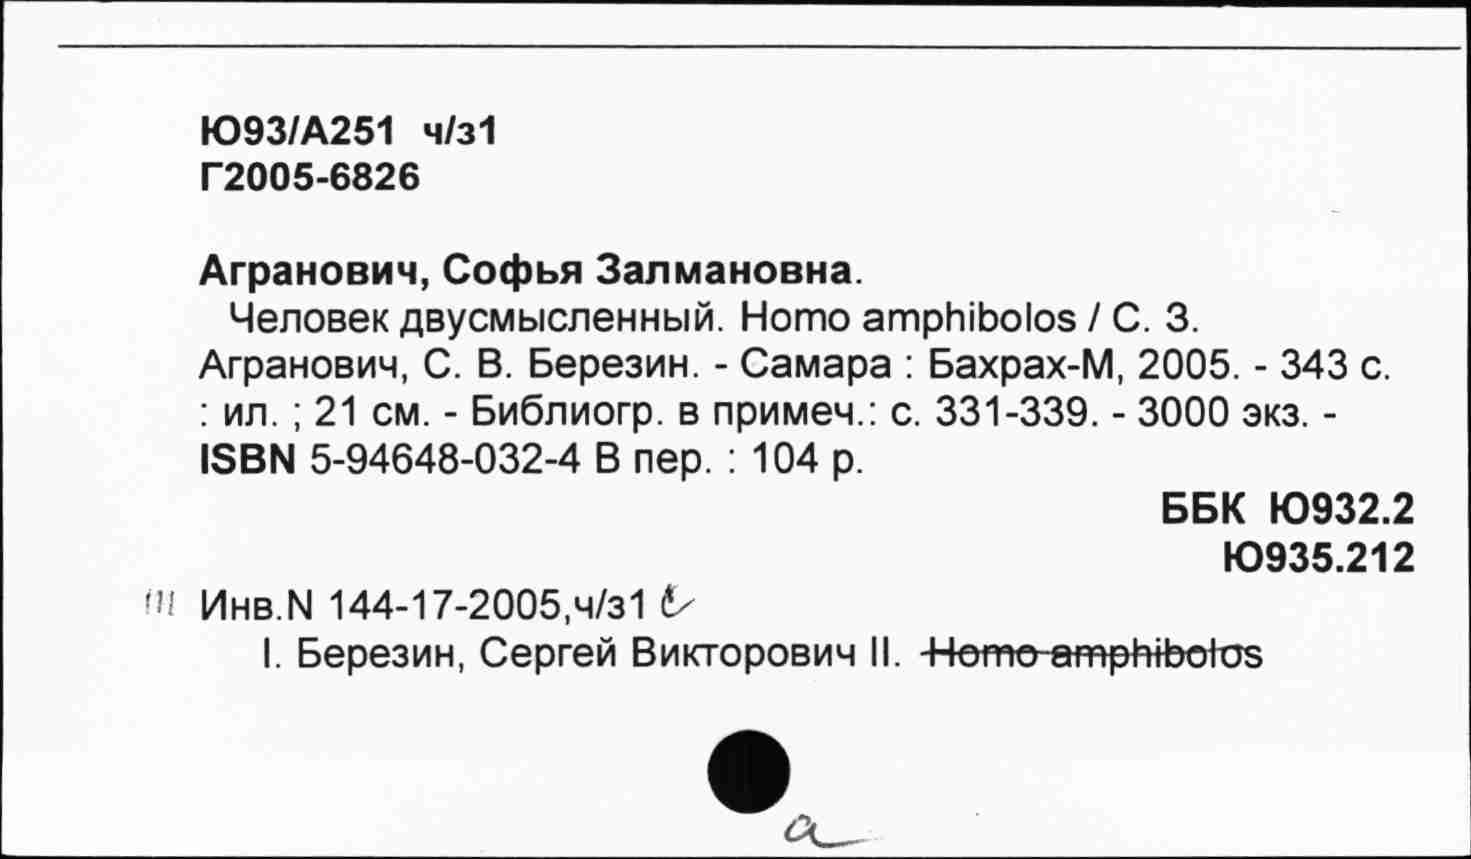 Ю93/А251 ч/з1
Г2005-6826
Агранович, Софья Залмановна.
Человек двусмысленный. Homo amphibolos / С. З.
Агранович, С. В. Березин. - Самара : Бахрах-М, 2005. - 343 с.
: ил. ; 21 см. - Библиогр. в примеч.: с. 331-339. - 3000 экз. -
ISBN 5-94648-032-4 В пер. : 104 р.
ББК Ю932.2
Ю935.212
Инв.N 144-17-2005,ч/з1
I. Березин, Сергей Викторович II. Homo amphibolos
а